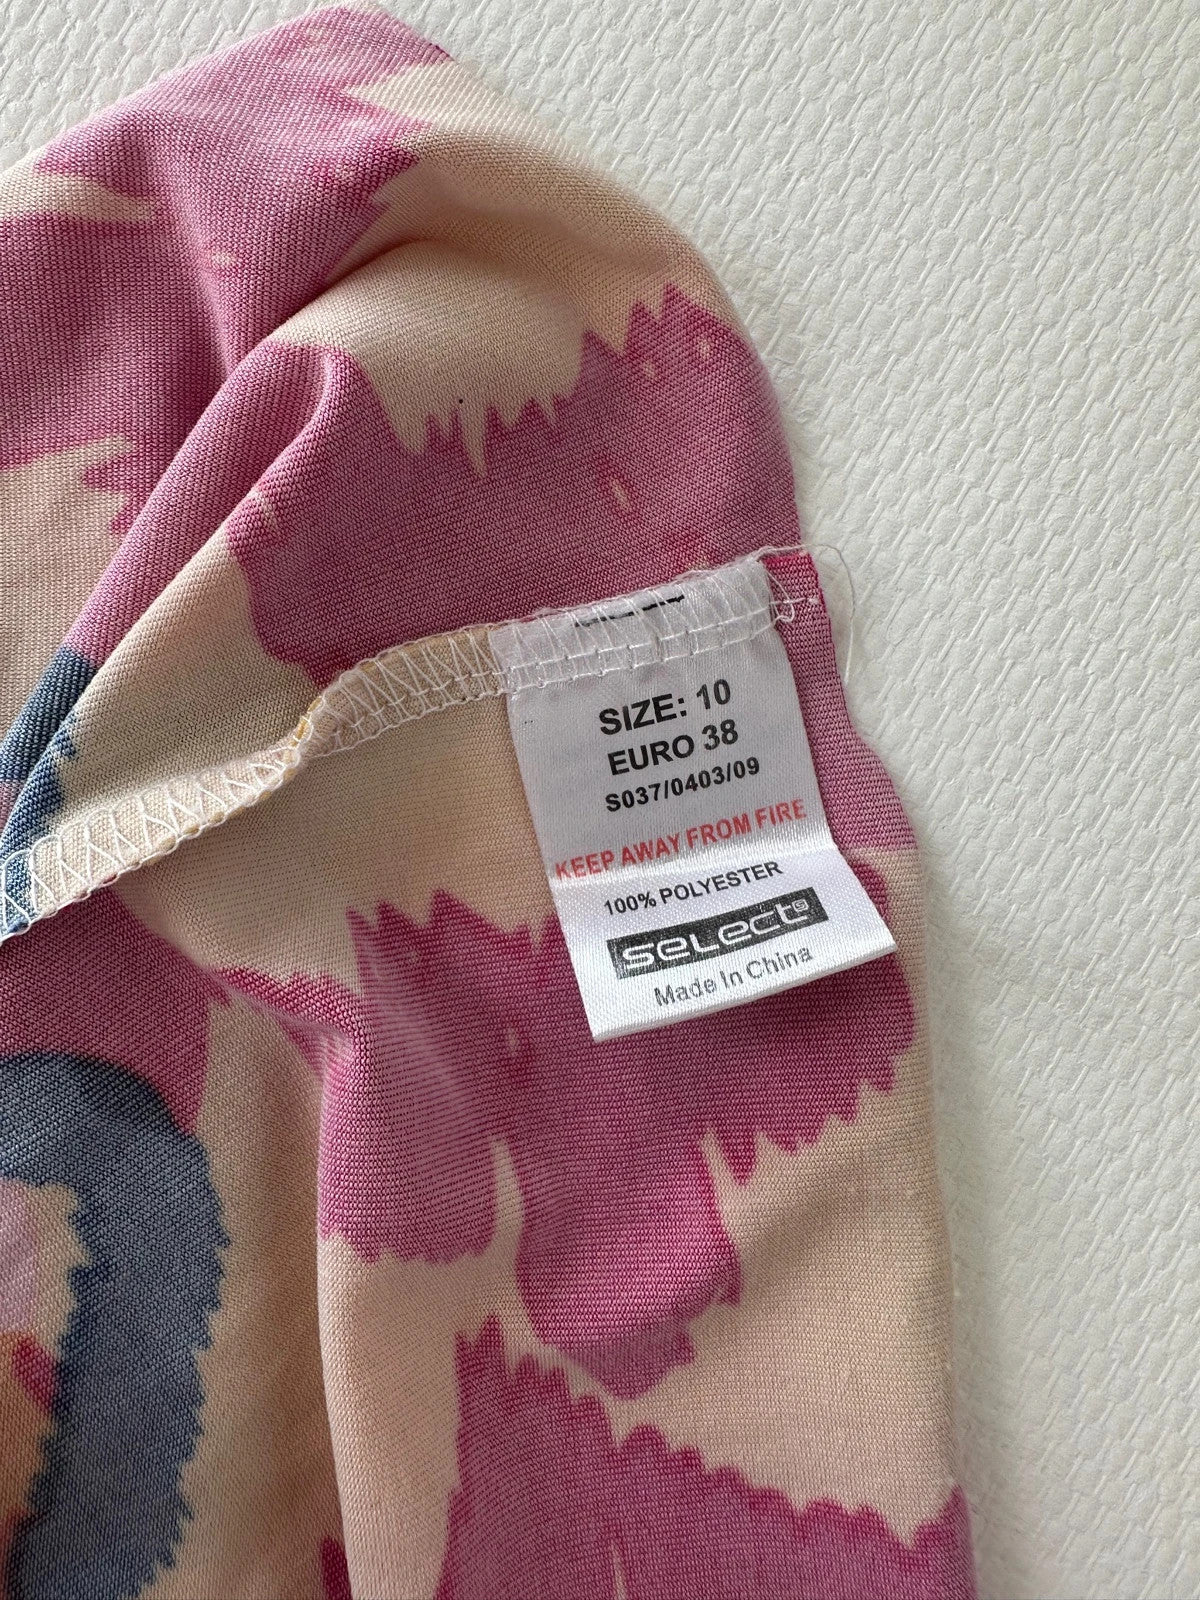 SIZE: 10
EURO 38
S037/0403/09
KEEP AWAY FROM FIRE
100% POLYESTER
select
Made In China